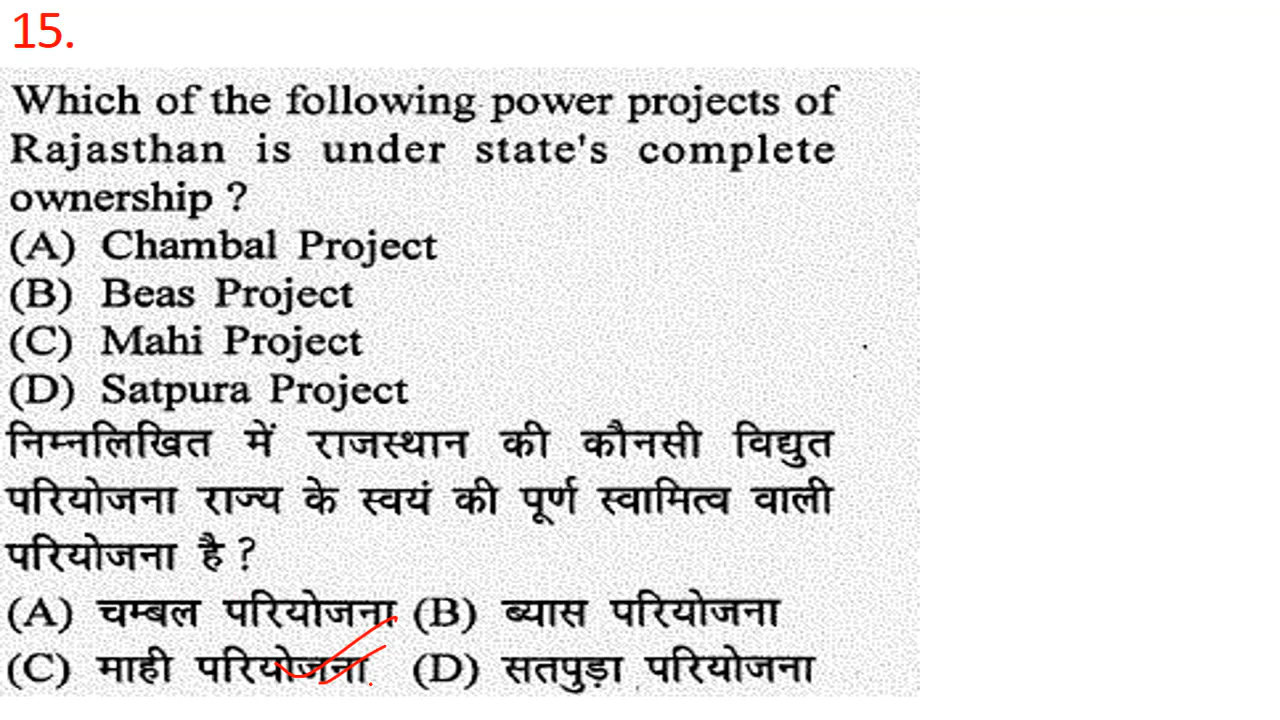 15.
Which of the following power projects of
Rajasthan is under state's complete
ownership ?
(A) Chambal Project
(B) Beas Project
(C) Mahi Project
(D) Satpura Project
निम्नलिखित में राजस्थान की कौनसी विद्युत
परियोजना राज्य के स्वयं की पूर्ण स्वामित्व वाली
परियोजना है ?
(A) चम्बल परियोजना (B) ब्यास परियोजना
(C) माही परियोजना (D) सतपुड़ा परियोजना